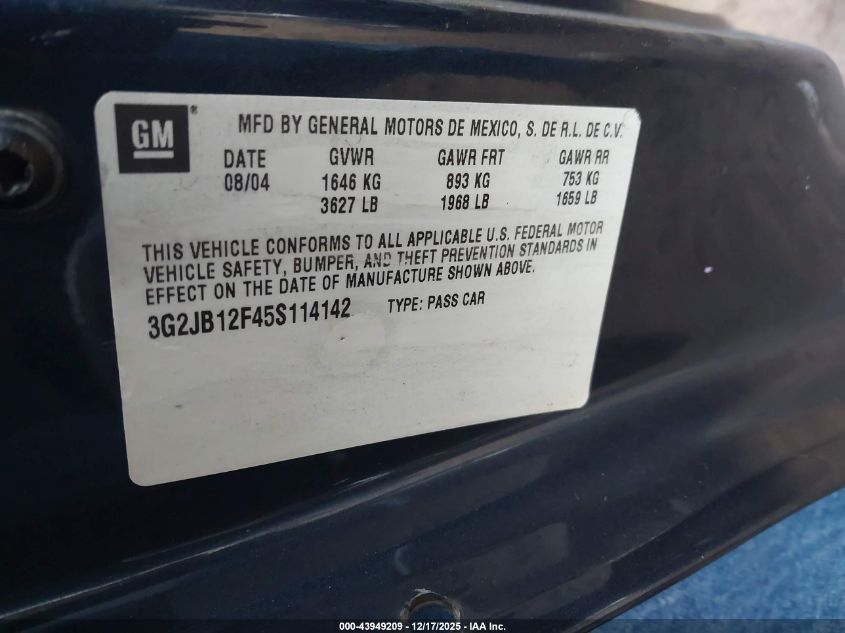 GM®
MFD BY GENERAL MOTORS DE MEXICO, S. DE R.L. DE C.V.
DATE GVWR GAWR FRT GAWR RR
08/04 1646 KG 893 KG 753 KG
3627 LB 1968 LB 1659 LB
THIS VEHICLE CONFORMS TO ALL APPLICABLE U.S. FEDERAL MOTOR
VEHICLE SAFETY, BUMPER, AND THEFT PREVENTION STANDARDS IN
EFFECT ON THE DATE OF MANUFACTURE SHOWN ABOVE.
3G2JB12F45S114142 TYPE: PASS CAR
000-43949209 - 12/17/2025 - IAA Inc.